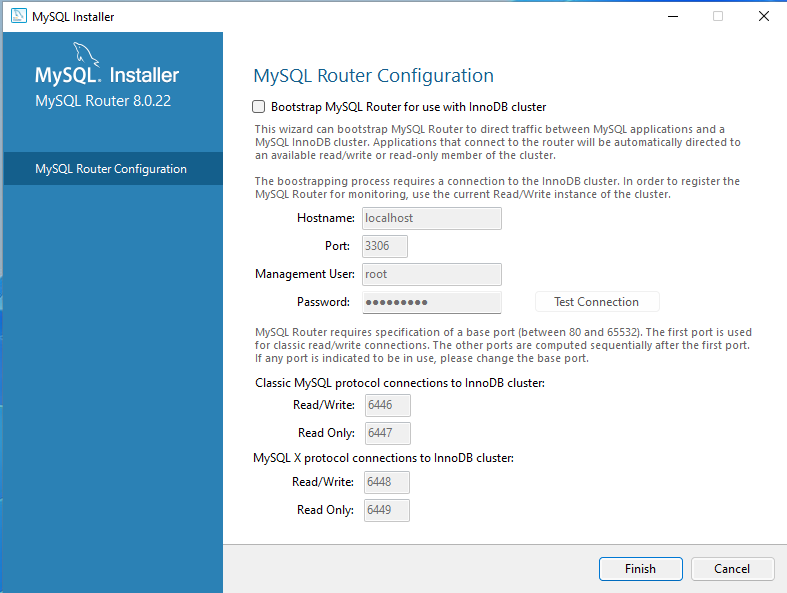 MySQL Installer
MySQL® Installer
MySQL Router 8.0.22
MySQL Router Configuration
MySQL Router Configuration
Bootstrap MySQL Router for use with InnoDB cluster
This wizard can bootstrap MySQL Router to direct traffic between MySQL applications and a
MySQL InnoDB cluster. Applications that connect to the router will be automatically directed to
an available read/write or read-only member of the cluster.
The boostrapping process requires a connection to the InnoDB cluster. In order to register the
MySQL Router for monitoring, use the current Read/Write instance of the cluster.
Hostname: localhost
Port: 3306
Management User: root
Password: ●●●●●●●●●
Test Connection
MySQL Router requires specification of a base port (between 80 and 65532). The first port is used
for classic read/write connections. The other ports are computed sequentially after the first port.
If any port is indicated to be in use, please change the base port.
Classic MySQL protocol connections to InnoDB cluster:
Read/Write: 6446
Read Only: 6447
MySQL X protocol connections to InnoDB cluster:
Read/Write: 6448
Read Only: 6449
Finish Cancel